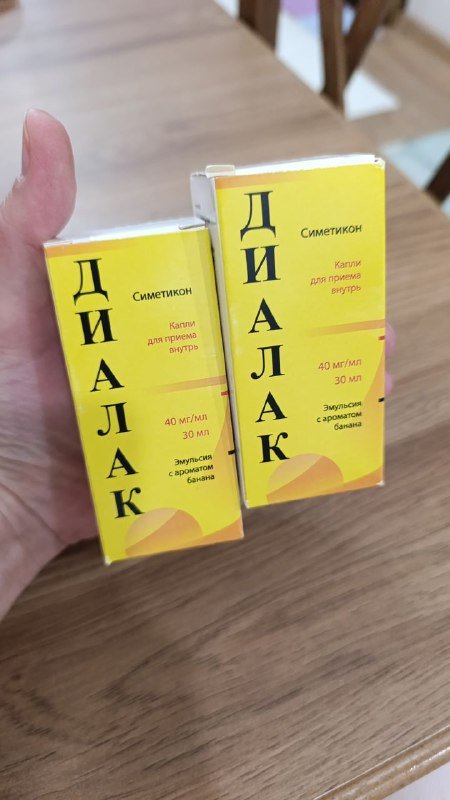 ДИАЛАК
Симетикон
Капли
для приема
внутрь
40 мг/мл
30 мл
Эмульсия
с ароматом
банана
ДИАЛАК
Симетикон
Капли
для приема
внутрь
40 мг/мл
30 мл
Эмульсия
с ароматом
банана